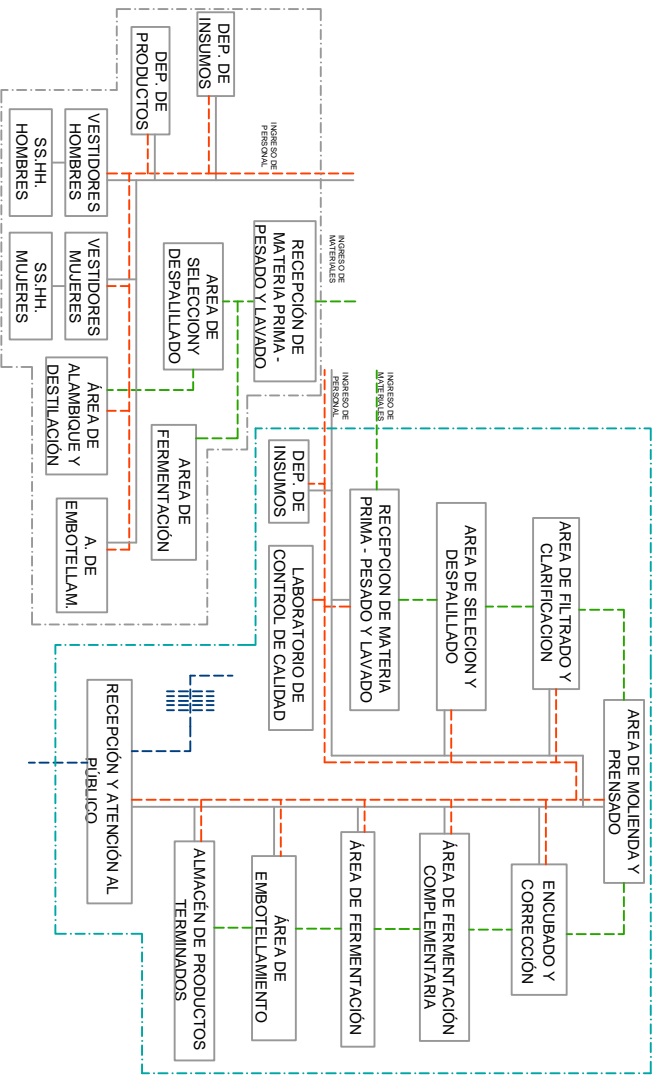 DEP. DE
INSUMOS
DEP. DE
PRODUCTOS
INGRESO DE
PERSONAL
VESTIDORES
HOMBRES
SS.HH.
HOMBRES
VESTIDORES
MUJERES
SS.HH.
MUJERES
INGRESO DE
MATERIALES
RECEPCIÓN DE
MATERIA PRIMA -
PESADO Y LAVADO
AREA DE
SELECCIONY
DESPALILLADO
ÁREA DE
ALAMBIQUE Y
DESTILACIÓN
AREA DE
FERMENTACIÓN
A. DE
EMBOTELLAM.
INGRESO DE
MATERIALES
INGRESO DE
PERSONAL
DEP. DE
INSUMOS
RECEPCION DE MATERIA
PRIMA - PESADO Y LAVADO
LABORATORIO DE
CONTROL DE CALIDAD
AREA DE SELECION Y
DESPALILLADO
AREA DE FILTRADO Y
CLARIFICACION
AREA DE MOLIENDA Y
PRENSADO
ENCUBADO Y
CORRECCIÓN
ÁREA DE FERMENTACIÓN
COMPLEMENTARIA
ÁREA DE FERMENTACIÓN
ÁREA DE
EMBOTELLAMIENTO
ALMACÉN DE PRODUCTOS
TERMINADOS
RECEPCIÓN Y ATENCIÓN AL
PÚBLICO